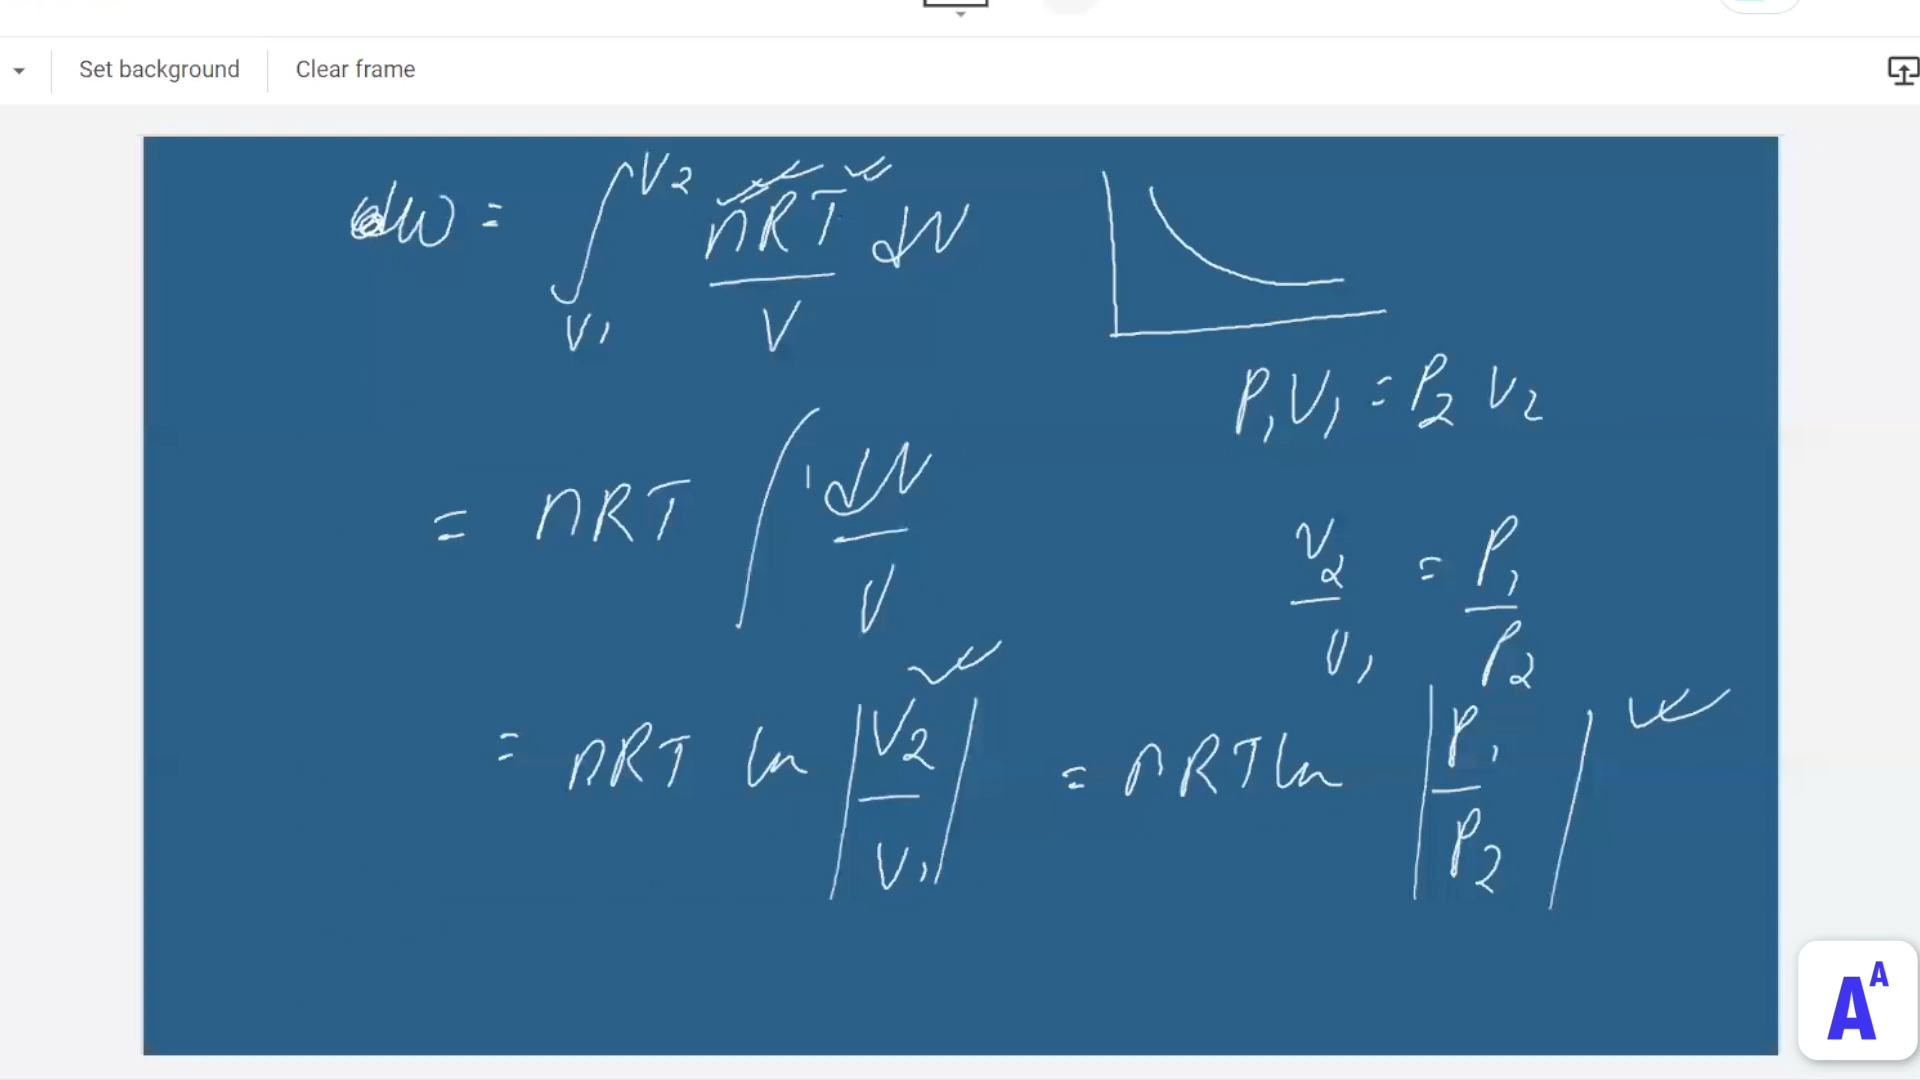 Set background Clear frame
dW = ∫_{V1}^{V2} nRT/V dV
P1V1 = P2V2
= nRT ∫ dV/V
V2/V1 = P1/P2
= nRT ln |V2/V1| = nRT ln |P1/P2|
AA